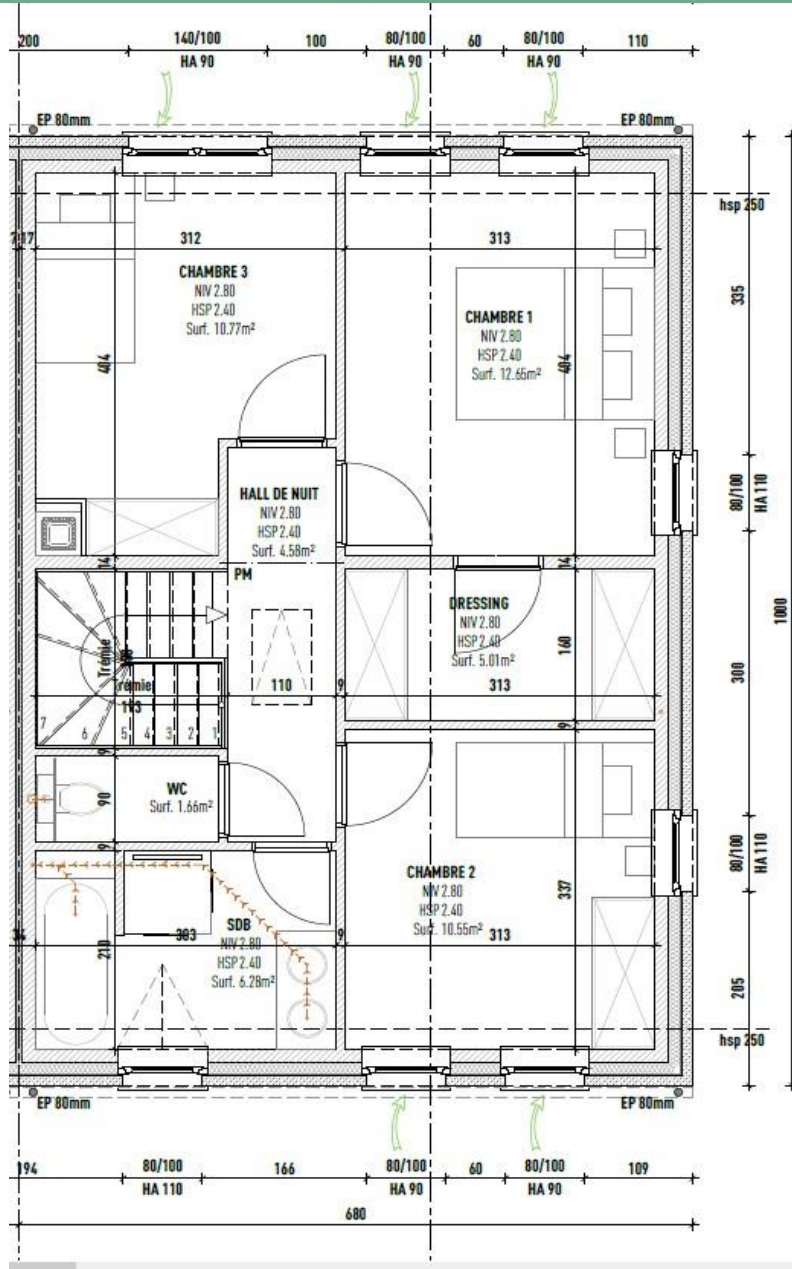 200 140/100 100 80/100 60 80/100 110
HA 90 HA 90 HA 90
EP 80mm EP 80mm
hsp 250
17 312 313
CHAMBRE 3
NIV 2.80
HSP 2.40
Surf. 10.77m²
404
CHAMBRE 1
NIV 2.80
HSP 2.40
Surf. 12.65m²
404
335
80/100
HA 110
HALL DE NUIT
NIV 2.80
HSP 2.40
Surf. 4.58m²
14 14
PM
1000
DRESSING
NIV 2.80
HSP 2.40
Surf. 5.01m²
160
300
Trémie
Trémie
110 9 313
7 6 5 4 3 2 1
9 9
WC
Surf. 1.66m²
90
9
80/100
HA 110
CHAMBRE 2
NIV 2.80
HSP 2.40
Surf. 10.55m²
337
SDB
NIV 2.80
HSP 2.40
Surf. 6.28m²
34 303 9 313
210
205
hsp 250
EP 80mm EP 80mm
194 80/100 166 80/100 60 80/100 109
HA 110 HA 90 HA 90
680